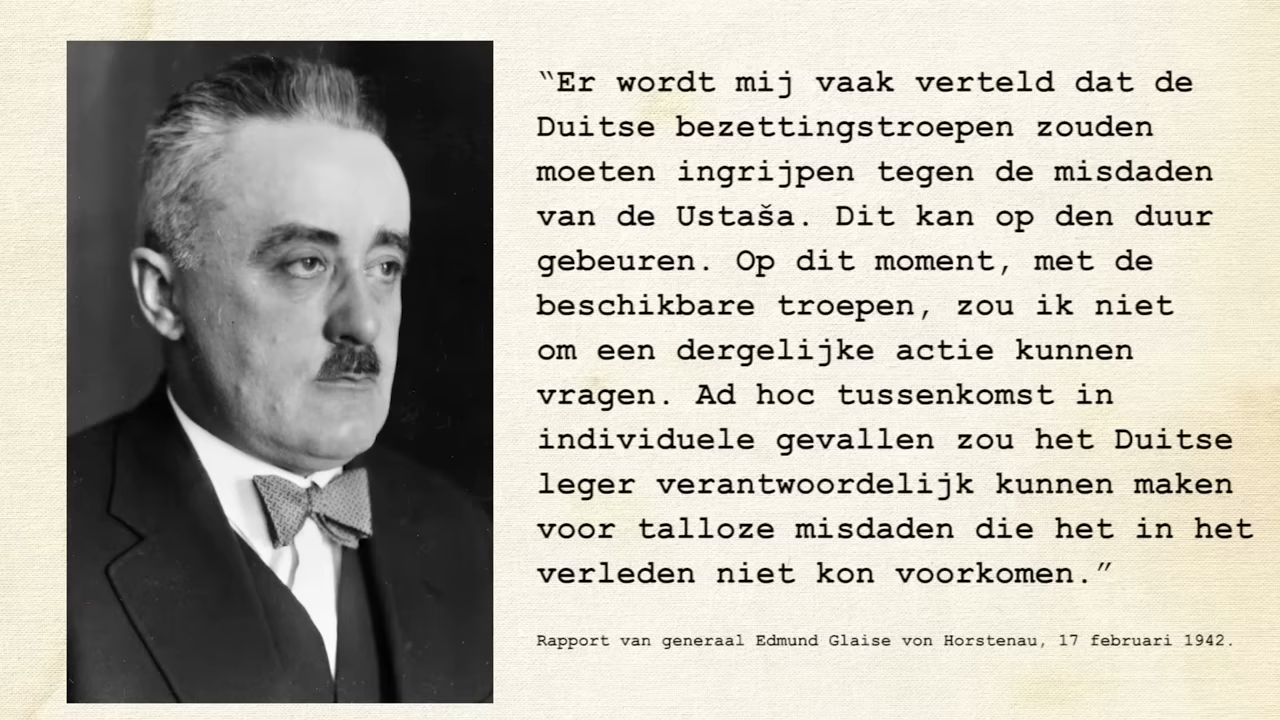 “Er wordt mij vaak verteld dat de
Duitse bezettingstroepen zouden
moeten ingrijpen tegen de misdaden
van de Ustaša. Dit kan op den duur
gebeuren. Op dit moment, met de
beschikbare troepen, zou ik niet
om een dergelijke actie kunnen
vragen. Ad hoc tussenkomst in
individuele gevallen zou het Duitse
leger verantwoordelijk kunnen maken
voor talloze misdaden die het in het
verleden niet kon voorkomen.”
Rapport van generaal Edmund Glaise von Horstenau, 17 februari 1942.